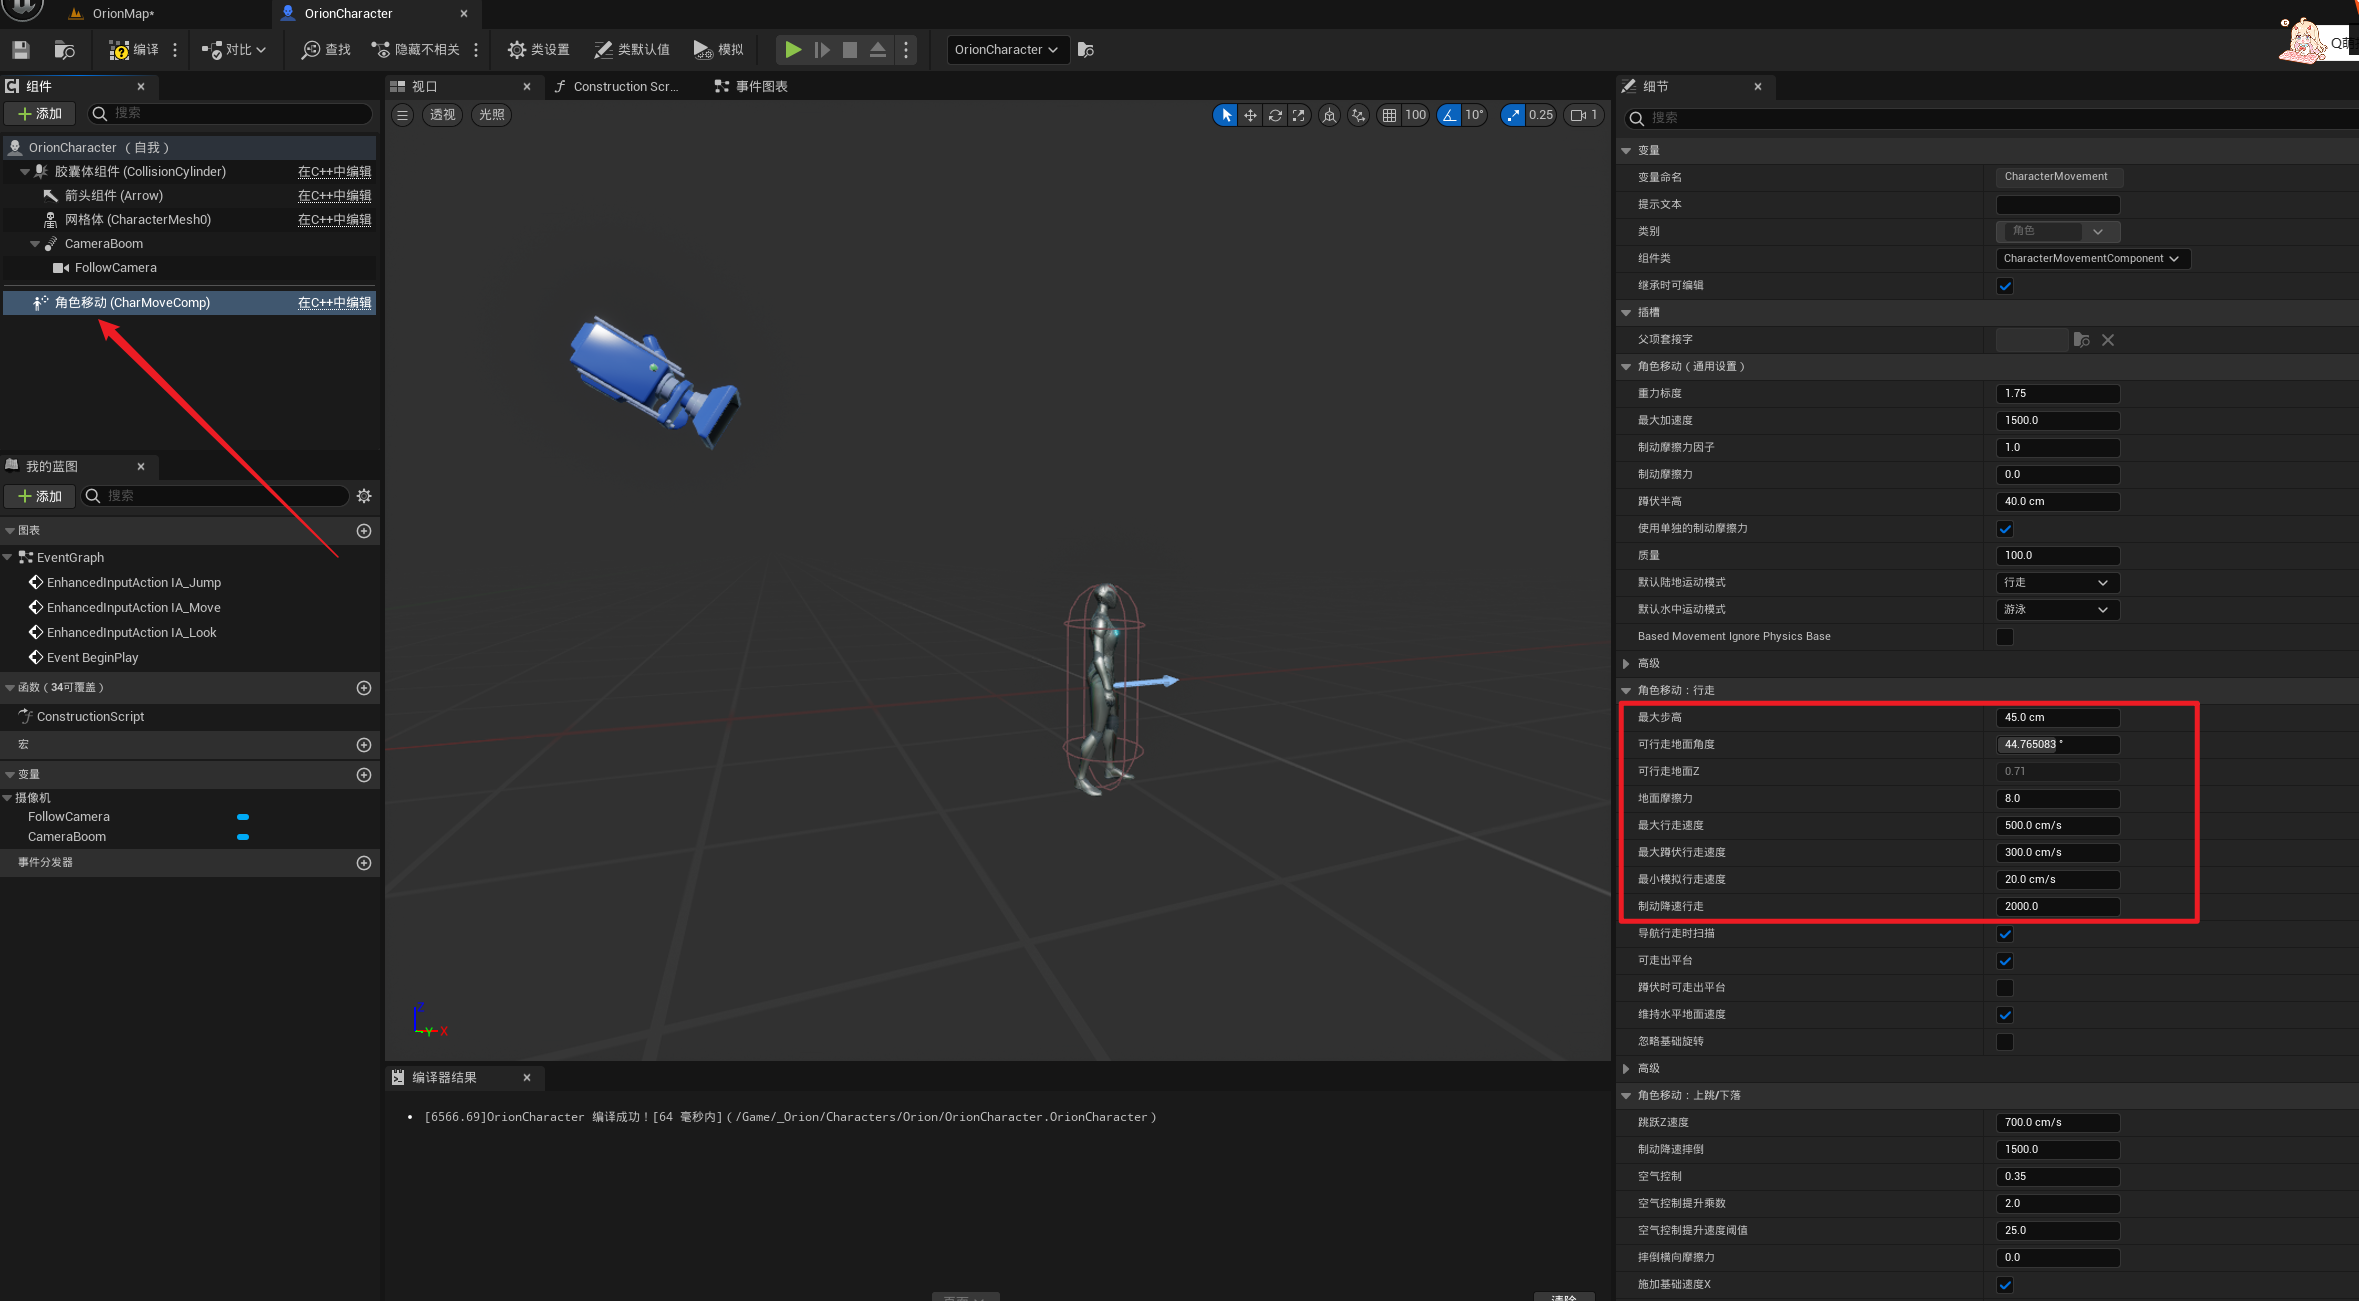 OrionMap*
OrionCharacter
编译
对比
查找
隐藏不相关
类设置
类默认值
模拟
OrionCharacter
组件
添加
搜索
OrionCharacter （自我）
胶囊体组件 (CollisionCylinder) 在C++中编辑
箭头组件 (Arrow) 在C++中编辑
网格体 (CharacterMesh0) 在C++中编辑
CameraBoom
FollowCamera
角色移动 (CharMoveComp) 在C++中编辑
我的蓝图
添加
搜索
图表
EventGraph
EnhancedInputAction IA_Jump
EnhancedInputAction IA_Move
EnhancedInputAction IA_Look
Event BeginPlay
函数（34可覆盖）
ConstructionScript
宏
变量
摄像机
FollowCamera
CameraBoom
事件分发器
视口
Construction Scr...
事件图表
透视
光照
100
10°
0.25
1
Z
Y
X
编译器结果
[6566.69]OrionCharacter 编译成功！[64 毫秒内]（/Game/_Orion/Characters/Orion/OrionCharacter.OrionCharacter）
页面
清除
细节
搜索
变量
变量命名 CharacterMovement
提示文本
类别 角色
组件类 CharacterMovementComponent
继承时可编辑
插槽
父项套接字
角色移动（通用设置）
重力标度 1.75
最大加速度 1500.0
制动摩擦力因子 1.0
制动摩擦力 0.0
蹲伏半高 40.0 cm
使用单独的制动摩擦力
质量 100.0
默认陆地运动模式 行走
默认水中运动模式 游泳
Based Movement Ignore Physics Base
高级
角色移动：行走
最大步高 45.0 cm
可行走地面角度 44.765083 °
可行走地面Z 0.71
地面摩擦力 8.0
最大行走速度 500.0 cm/s
最大蹲伏行走速度 300.0 cm/s
最小模拟行走速度 20.0 cm/s
制动降速行走 2000.0
导航行走时扫描
可走出平台
蹲伏时可走出平台
维持水平地面速度
忽略基础旋转
高级
角色移动：上跳/下落
跳跃Z速度 700.0 cm/s
制动降速摔倒 1500.0
空气控制 0.35
空气控制提升乘数 2.0
空气控制提升速度阈值 25.0
摔倒横向摩擦力 0.0
施加基础速度X